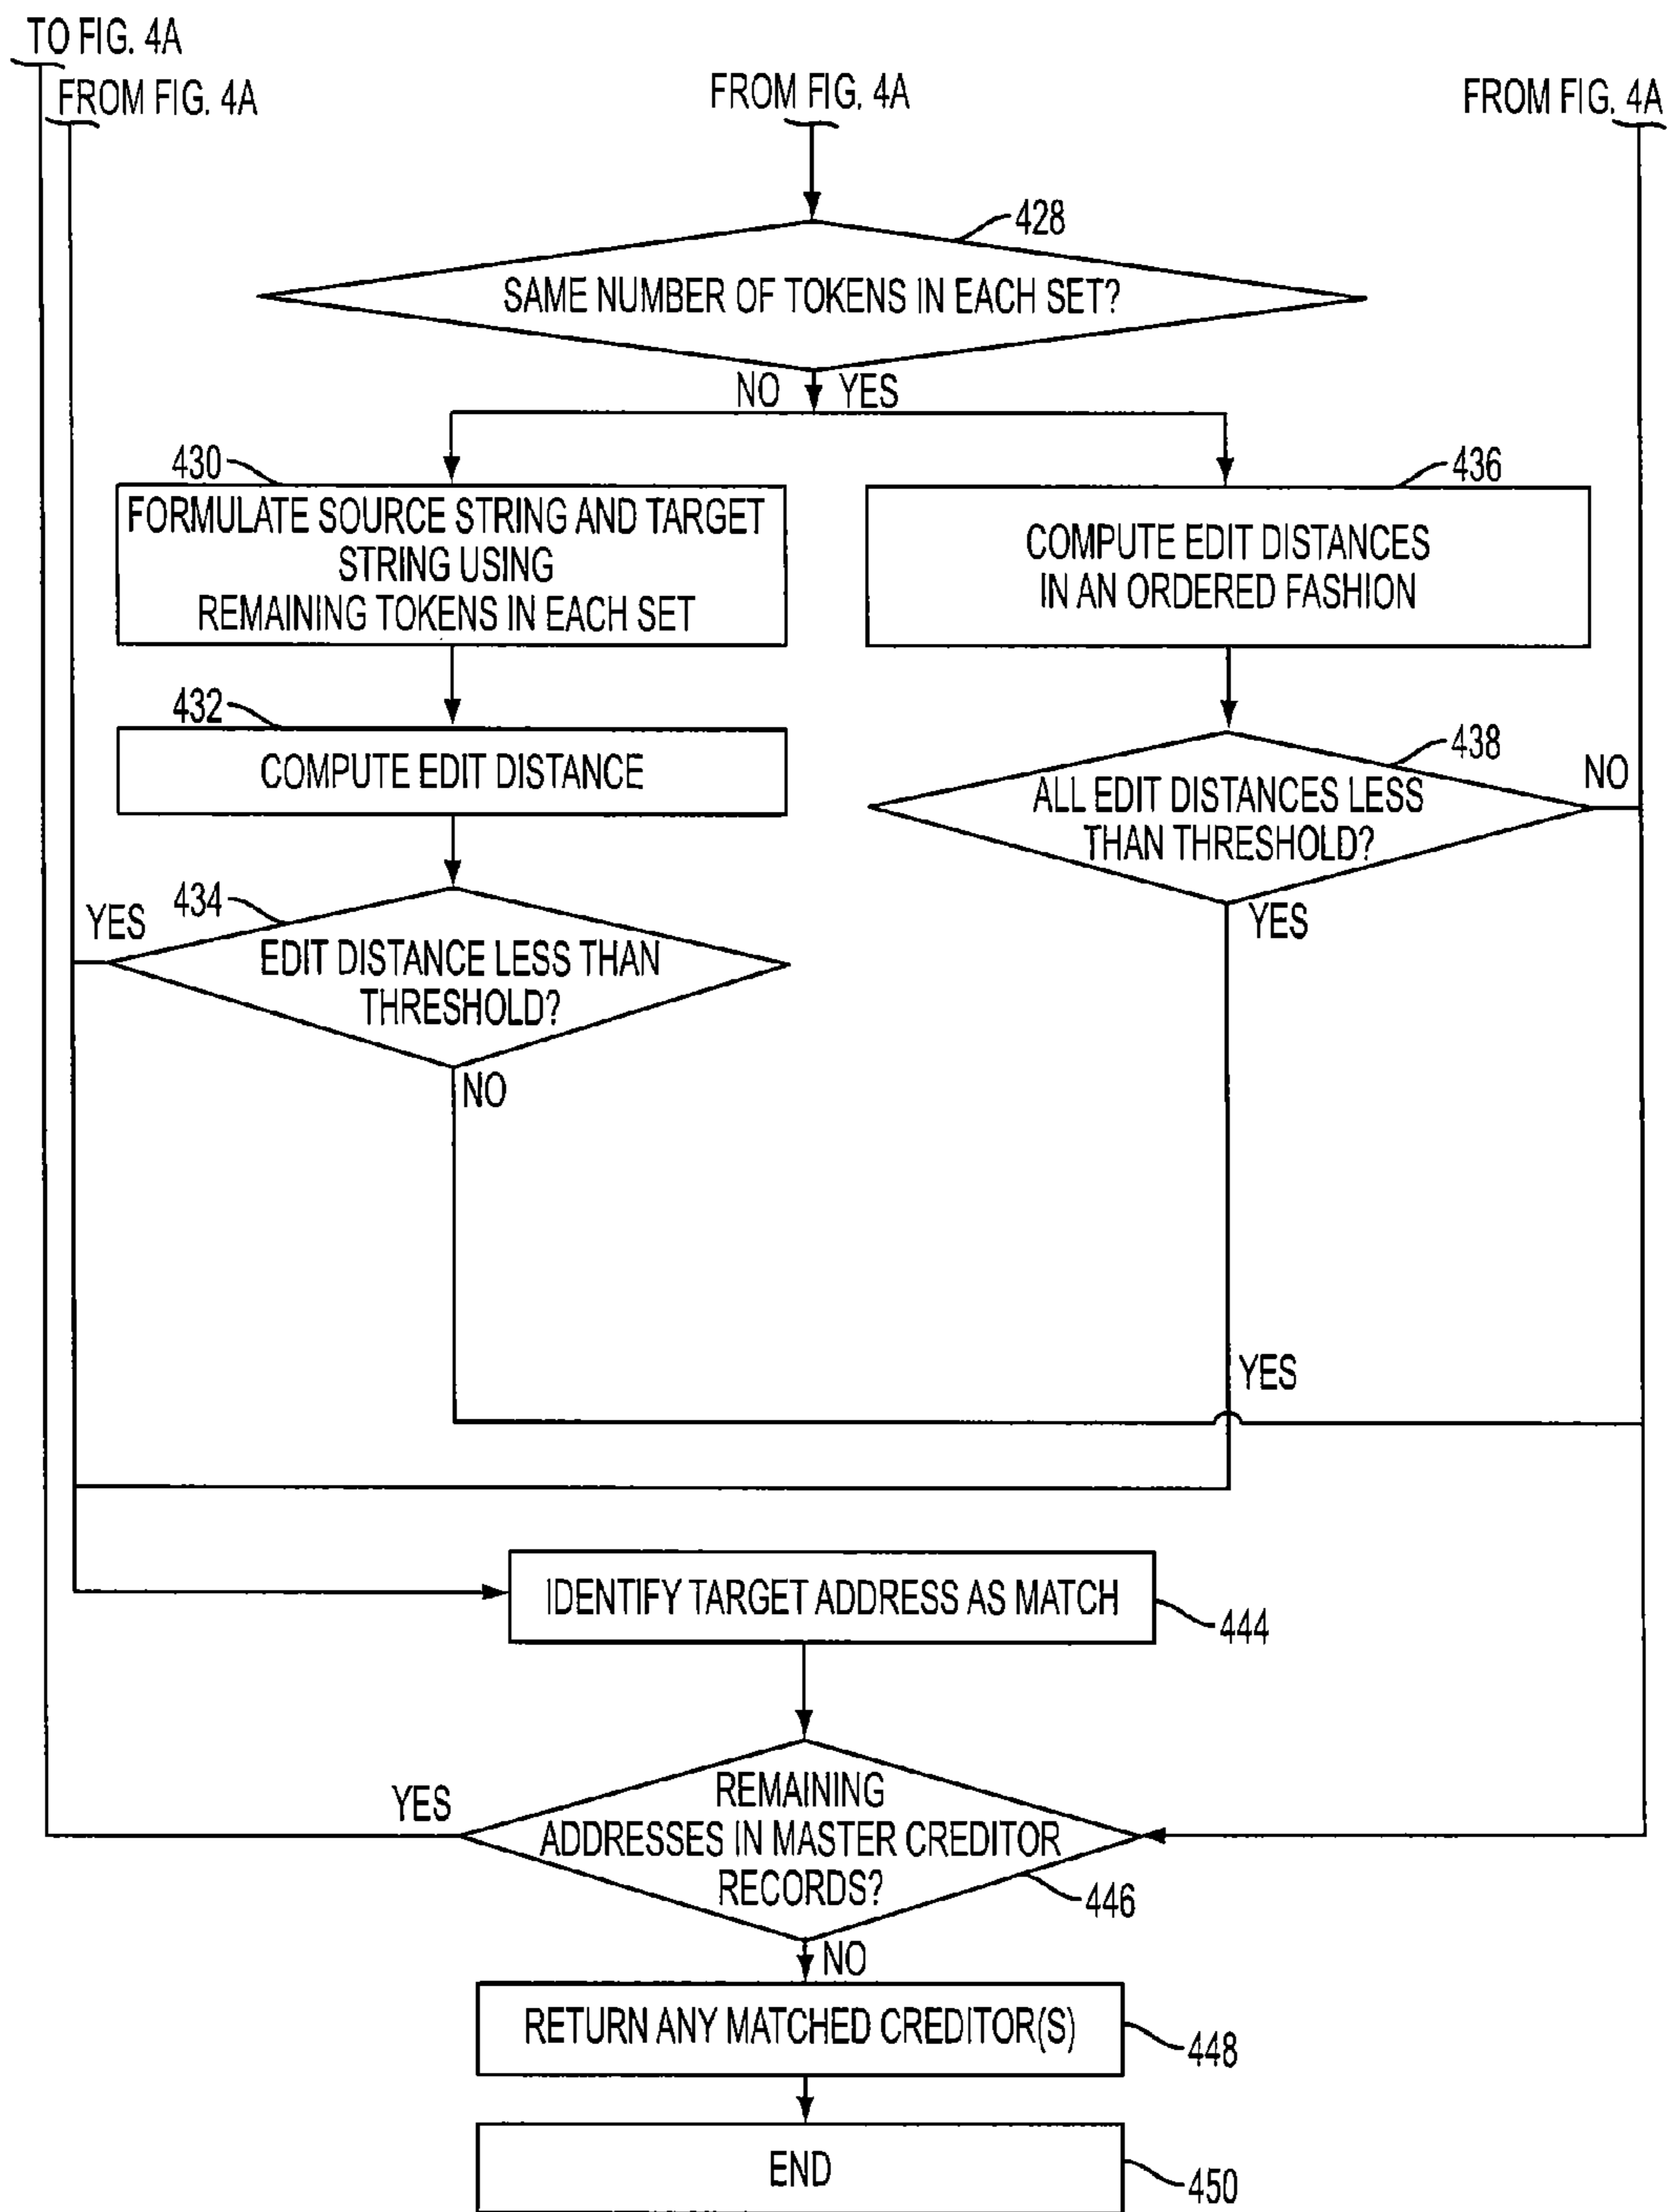 TO FIG. 4A
FROM FIG. 4A
FROM FIG. 4A
FROM FIG. 4A
428
SAME NUMBER OF TOKENS IN EACH SET?
NO
YES
430
FORMULATE SOURCE STRING AND TARGET
STRING USING
REMAINING TOKENS IN EACH SET
436
COMPUTE EDIT DISTANCES
IN AN ORDERED FASHION
432
COMPUTE EDIT DISTANCE
438
ALL EDIT DISTANCES LESS
THAN THRESHOLD?
NO
YES
434
YES
EDIT DISTANCE LESS THAN
THRESHOLD?
NO
YES
IDENTIFY TARGET ADDRESS AS MATCH
444
YES
REMAINING
ADDRESSES IN MASTER CREDITOR
RECORDS?
446
NO
RETURN ANY MATCHED CREDITOR(S)
448
END
450